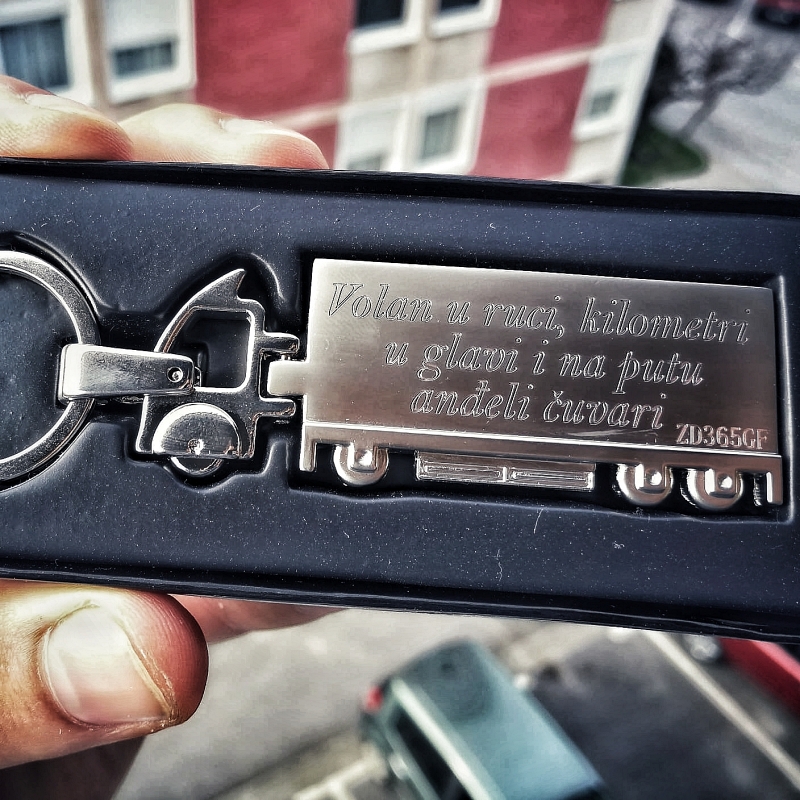 Volan u ruci, kilometri
u glavi i na putu
anđeli čuvari
ZD365GF